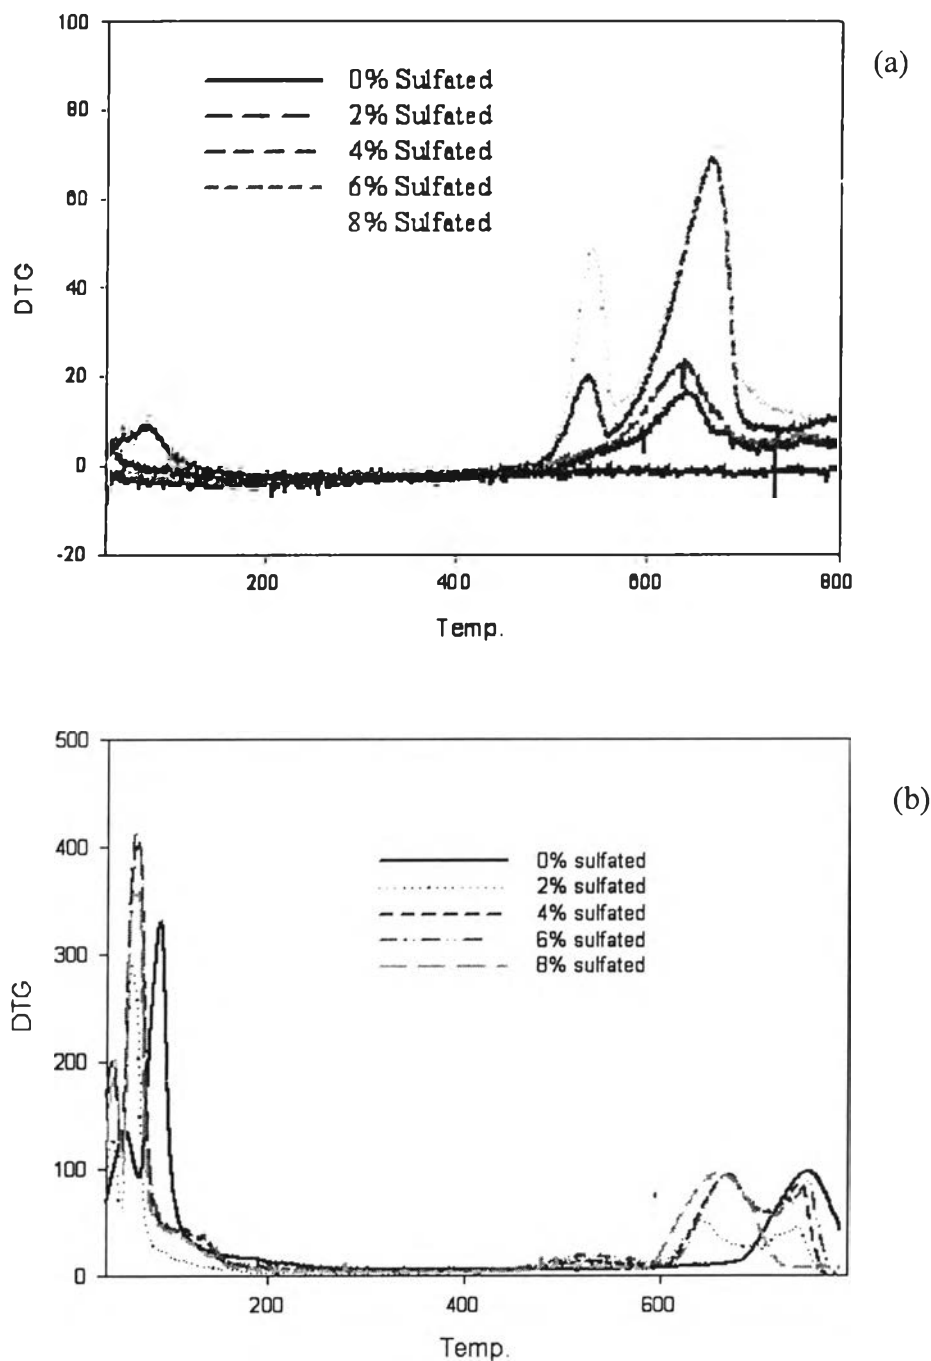 (a)
100
80
60
40
20
0
-20
DTG
0% Sulfated
2% Sulfated
4% Sulfated
6% Sulfated
8% Sulfated
200
400
600
800
Temp.
(b)
500
400
300
200
100
0
DTG
0% sulfated
2% sulfated
4% sulfated
6% sulfated
8% sulfated
200
400
600
Temp.